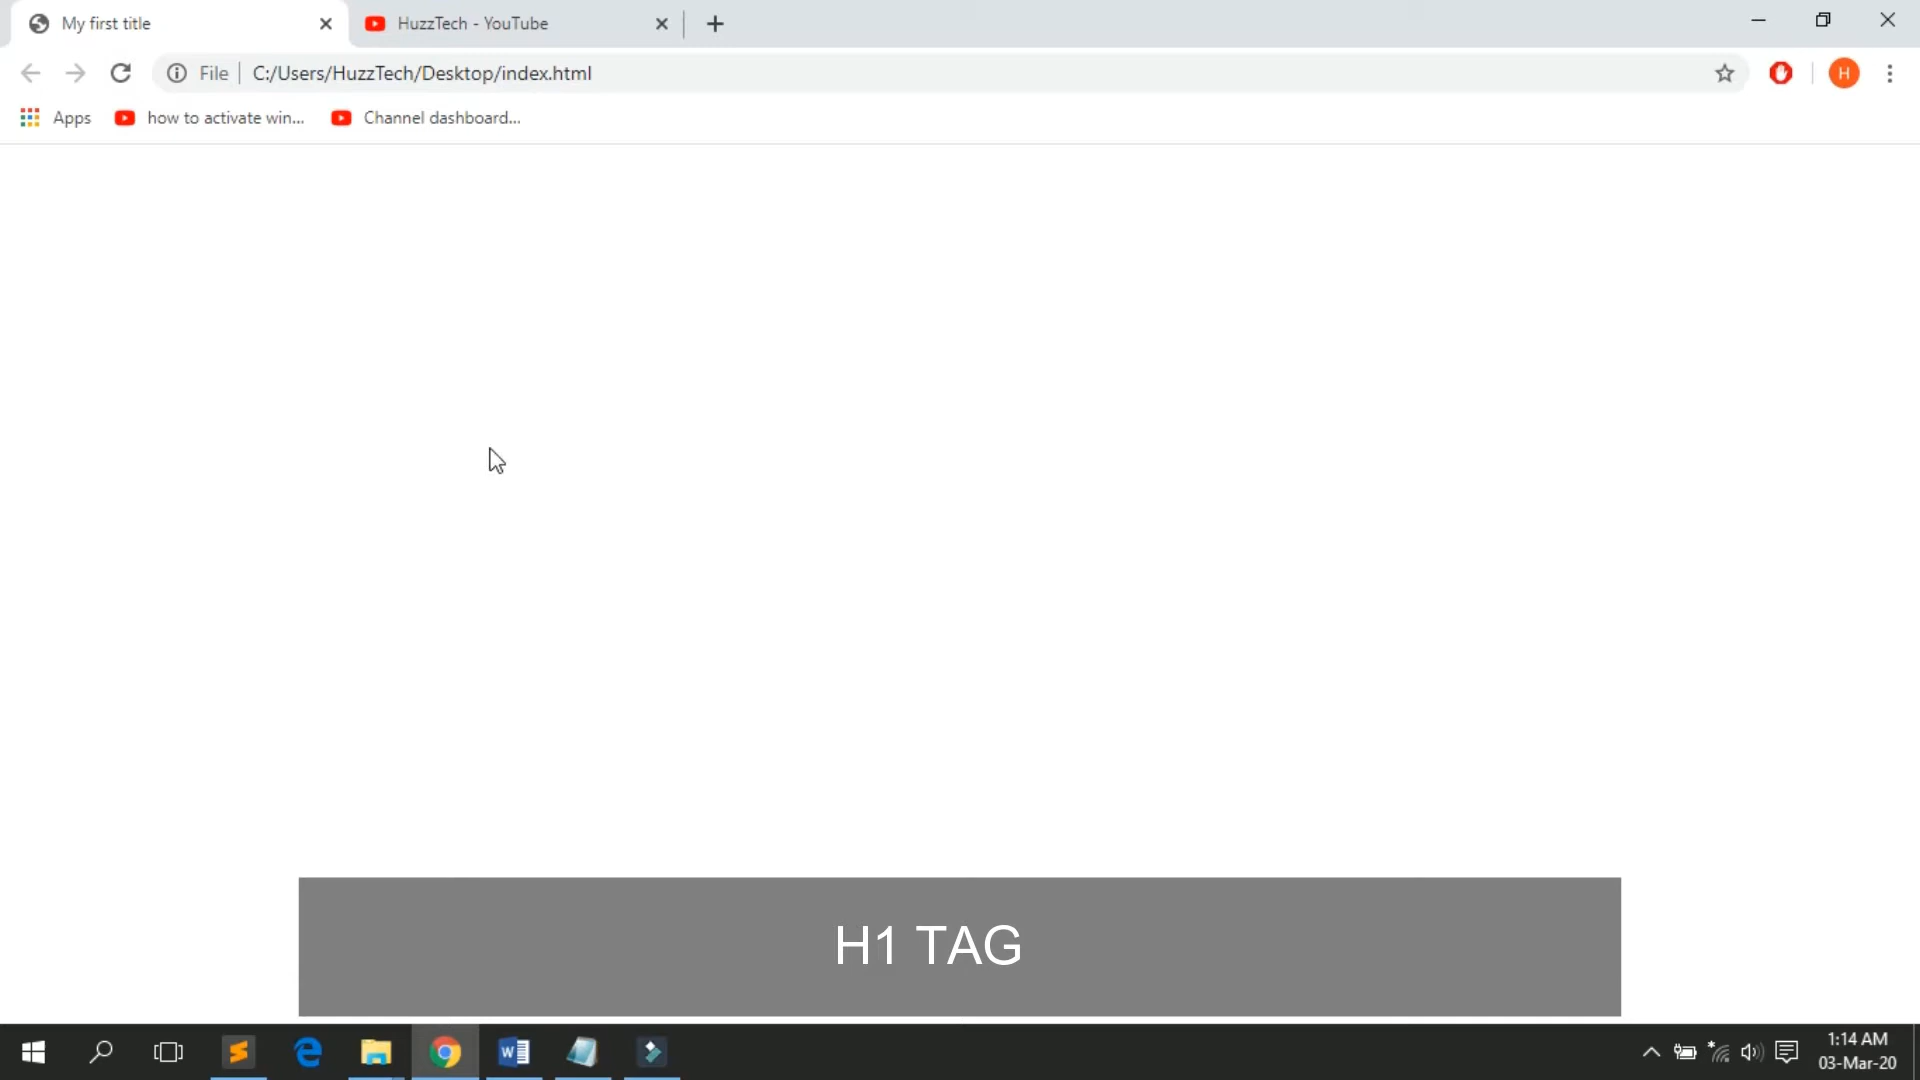 My first title
HuzzTech - YouTube
File
C:/Users/HuzzTech/Desktop/index.html
H
Apps
how to activate win...
Channel dashboard...
H1 TAG
1:14 AM
03-Mar-20